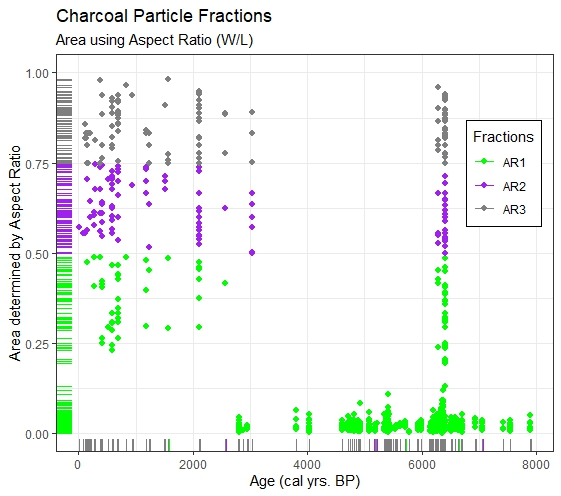 Charcoal Particle Fractions
Area using Aspect Ratio (W/L)
1.00
0.75
0.50
0.25
0.00
Area determined by Aspect Ratio
Fractions
AR1
AR2
AR3
0
2000
4000
6000
8000
Age (cal yrs. BP)